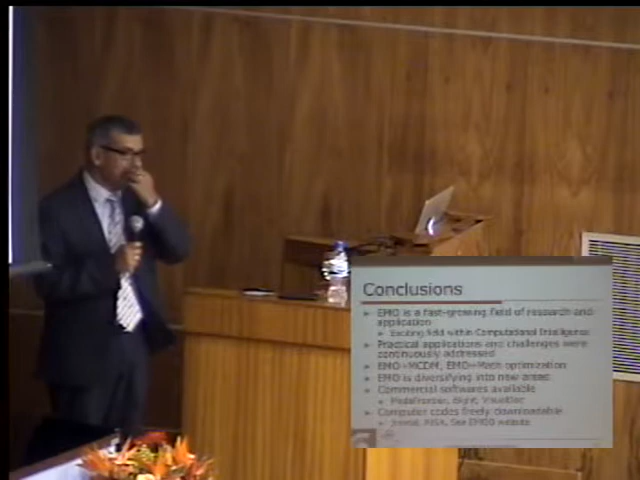 Conclusions
EMO is a fast-growing field of research and
application
Exciting field within Computational Intelligence
Practical applications and challenges were
continuously addressed
EMO+MCDM, EMO+Math optimization
EMO is diversifying into new areas
Commercial softwares available
Computer codes freely downloadable
See website